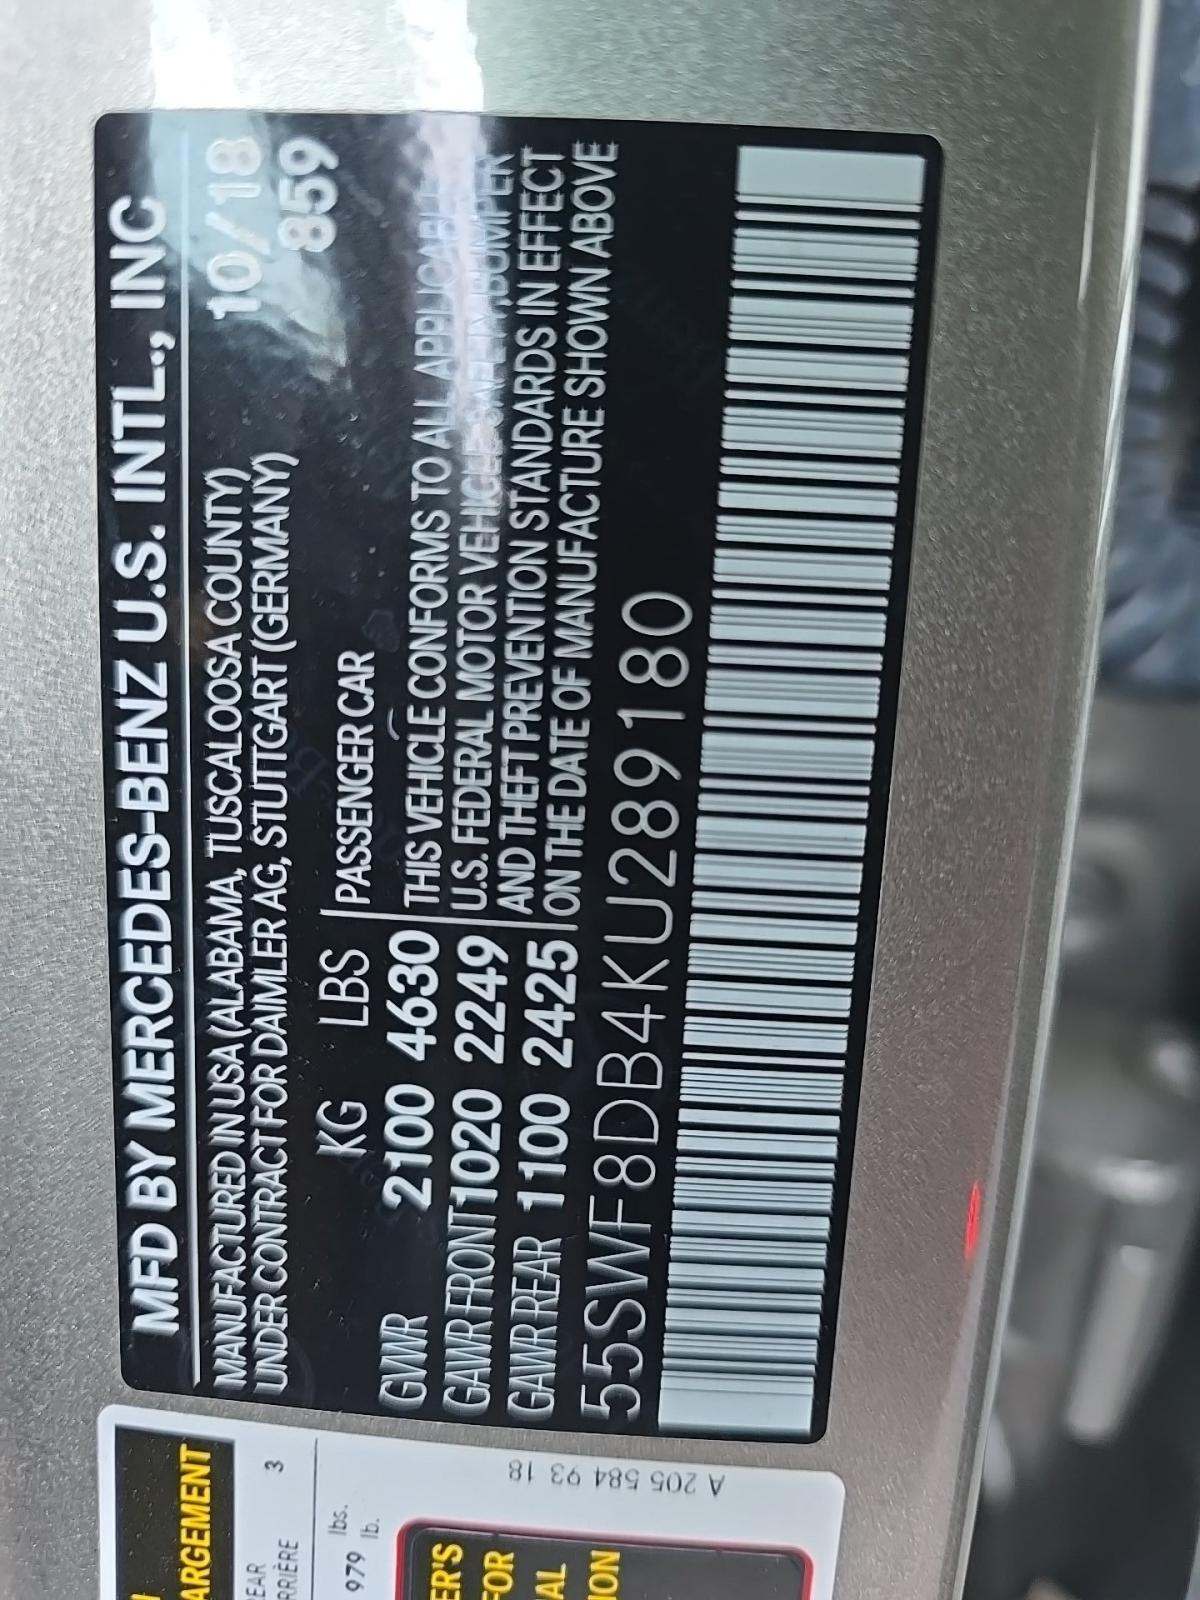 MFD BY MERCEDES-BENZ U.S. INTL., INC
MANUFACTURED IN USA (ALABAMA, TUSCALOOSA COUNTY) 10/18
UNDER CONTRACT FOR DAIMLER AG, STUTTGART (GERMANY) 859
KG LBS PASSENGER CAR
GVWR 2100 4630 THIS VEHICLE CONFORMS TO ALL APPLICABLE
GAWR FRONT 1020 2249 U.S. FEDERAL MOTOR VEHICLE SAFETY, BUMPER
GAWR REAR 1100 2425 AND THEFT PREVENTION STANDARDS IN EFFECT
ON THE DATE OF MANUFACTURE SHOWN ABOVE
55SWF8DB4KU289180
ARGEMENT
EAR 3
RRIÈRE
lbs.
979 lb.
ER'S
FOR
AL
ION
A 205 584 93 18